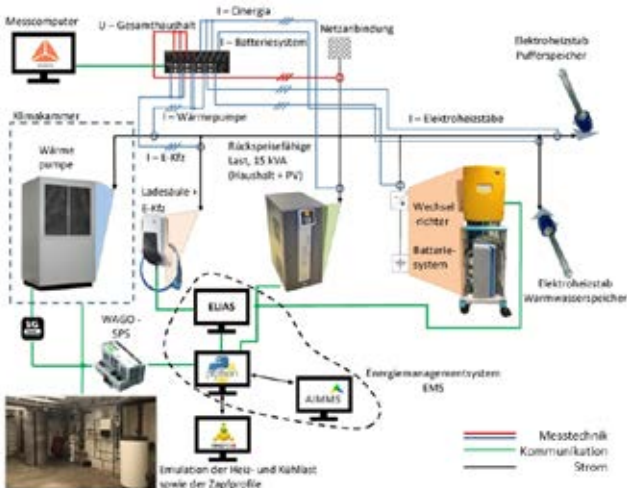 Messcomputer
U – Gesamthaushalt
I – Cinergia
I – Batteriesystem
Netzanbindung
Elektroheizstab
Pufferspeicher
Klimakammer
I – Wärmepumpe
I – Elektroheizstäbe
Wärme
pumpe
I – E-Kfz
Ladesäule +
E-Kfz
Rückspeisefähige
Last, 15 kVA
(Haushalt + PV)
Wechsel
richter
Batterie-
system
Elektroheizstab
Warmwasserspeicher
ELIAS
WAGO -
SPS
SG
python
Energiemanagementsystem
EMS
AIMMS
Emulation der Heiz- und Kühllast
sowie der Zapfprofile
Messtechnik
Kommunikation
Strom